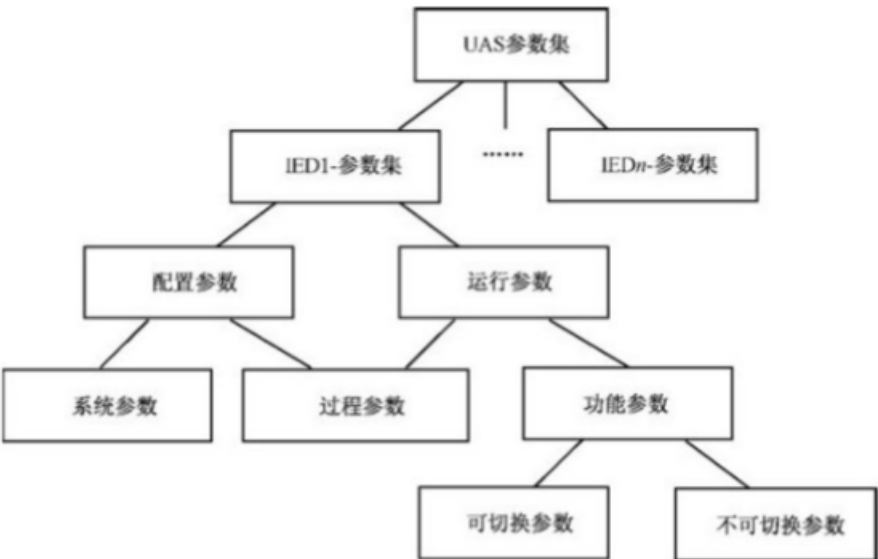 UAS参数集
IED1-参数集
......
IEDn-参数集
配置参数
运行参数
系统参数
过程参数
功能参数
可切换参数
不可切换参数